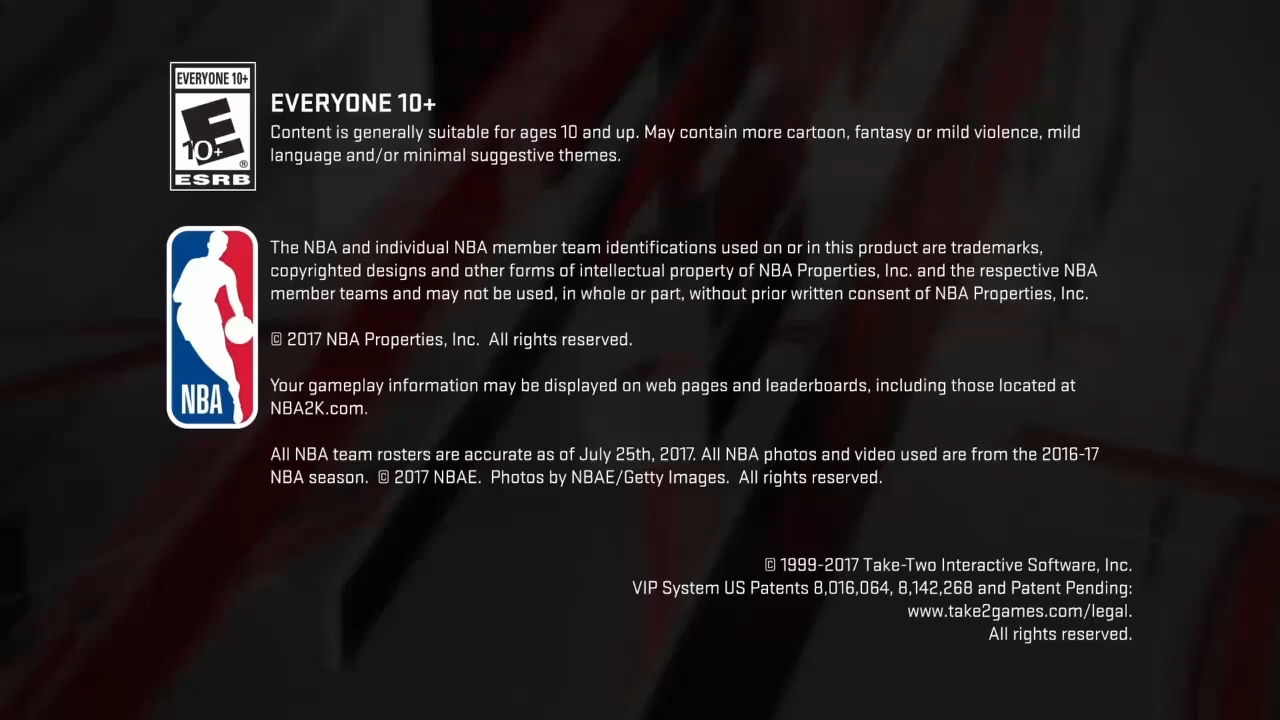 EVERYONE 10+
E
10+
®
ESRB
EVERYONE 10+
Content is generally suitable for ages 10 and up. May contain more cartoon, fantasy or mild violence, mild
language and/or minimal suggestive themes.
NBA
The NBA and individual NBA member team identifications used on or in this product are trademarks,
copyrighted designs and other forms of intellectual property of NBA Properties, Inc. and the respective NBA
member teams and may not be used, in whole or part, without prior written consent of NBA Properties, Inc.
© 2017 NBA Properties, Inc.  All rights reserved.
Your gameplay information may be displayed on web pages and leaderboards, including those located at
NBA2K.com.
All NBA team rosters are accurate as of July 25th, 2017. All NBA photos and video used are from the 2016-17
NBA season.  © 2017 NBAE.  Photos by NBAE/Getty Images.  All rights reserved.
© 1999-2017 Take-Two Interactive Software, Inc.
VIP System US Patents 8,016,064, 8,142,268 and Patent Pending:
www.take2games.com/legal.
All rights reserved.